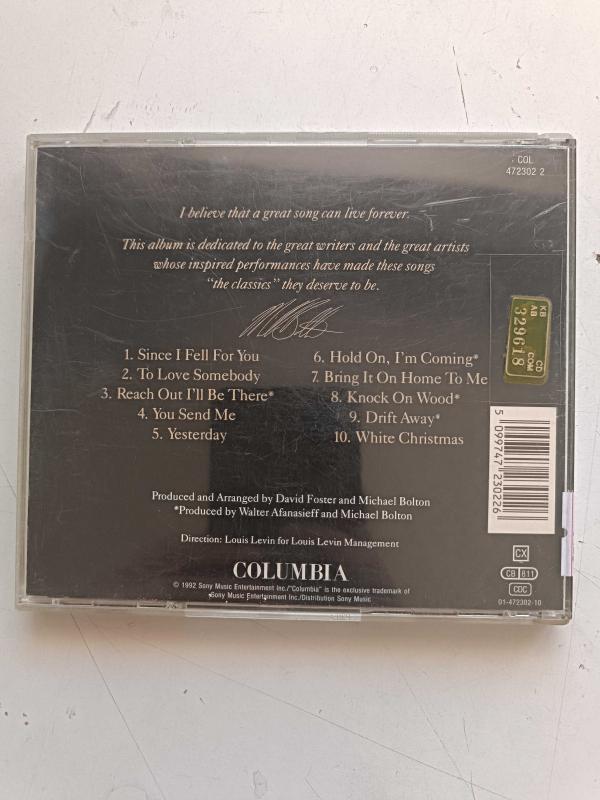 COL
472302 2
I believe that a great song can live forever.
This album is dedicated to the great writers and the great artists
whose inspired performances have made these songs
"the classics" they deserve to be.
1. Since I Fell For You
2. To Love Somebody
3. Reach Out I'll Be There*
4. You Send Me
5. Yesterday
6. Hold On, I'm Coming*
7. Bring It On Home To Me
8. Knock On Wood*
9. Drift Away*
10. White Christmas
KB
AB
329618
CD
COM
5 099747 230226
Produced and Arranged by David Foster and Michael Bolton
*Produced by Walter Afanasieff and Michael Bolton
Direction: Louis Levin for Louis Levin Management
COLUMBIA
© 1992 Sony Music Entertainment Inc./"Columbia" is the exclusive trademark of
Sony Music Entertainment Inc./Distribution Sony Music
CX
CB 611
CDC
01-472302-10